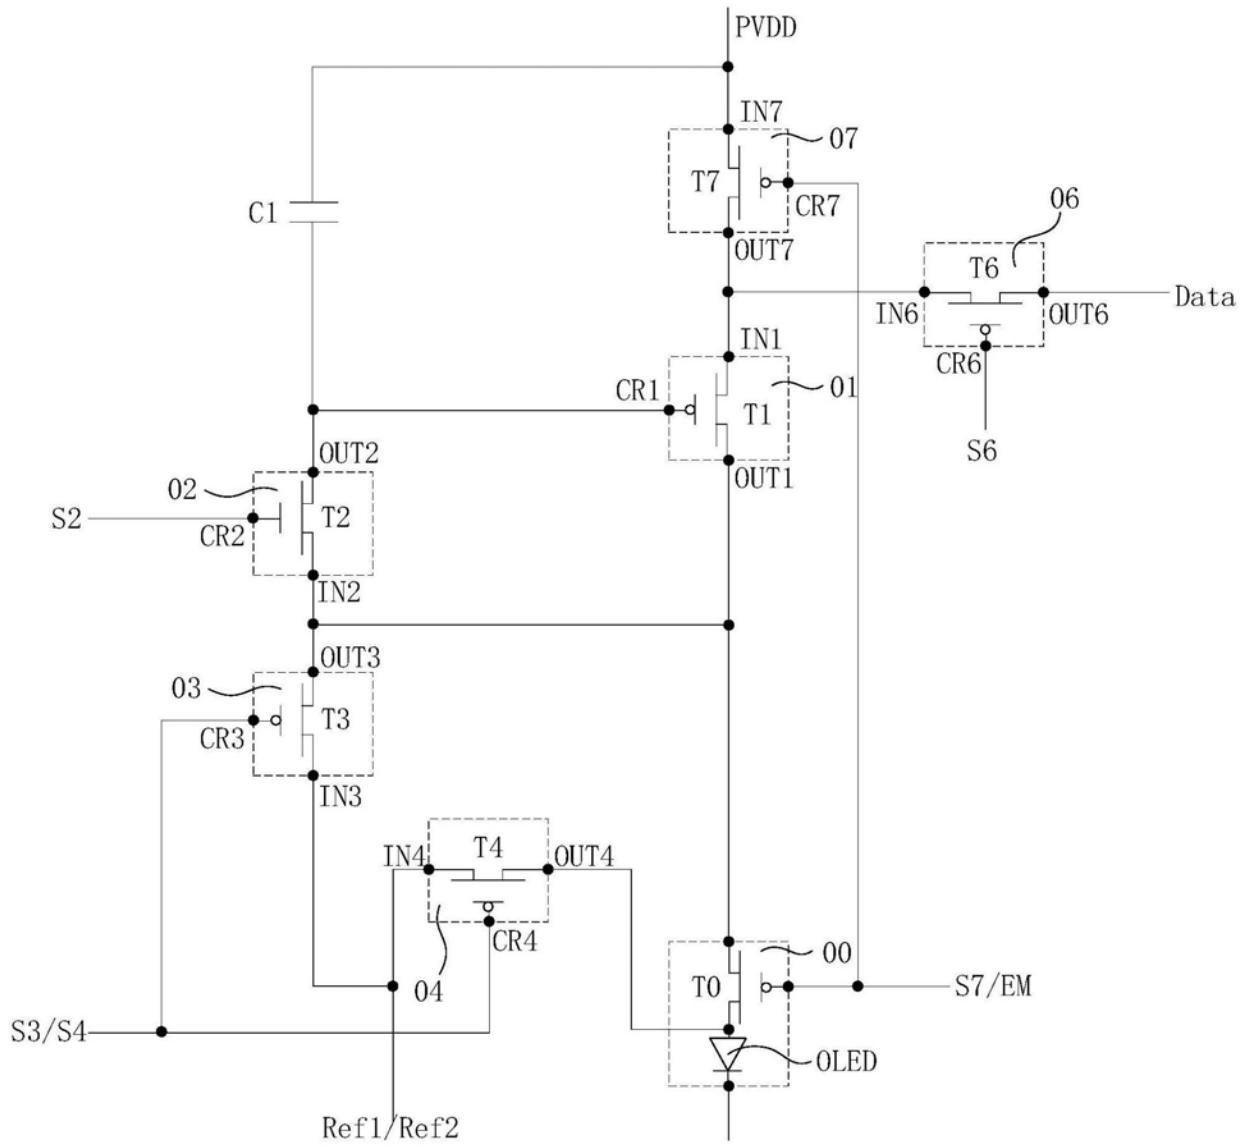 PVDD
IN7
07
T7
CR7
C1
OUT7
06
T6
Data
IN6
OUT6
IN1
CR6
CR1
01
T1
S6
OUT2
OUT1
02
S2
T2
CR2
IN2
OUT3
03
T3
CR3
IN3
T4
IN4
OUT4
CR4
00
04
T0
S7/EM
S3/S4
OLED
Ref1/Ref2